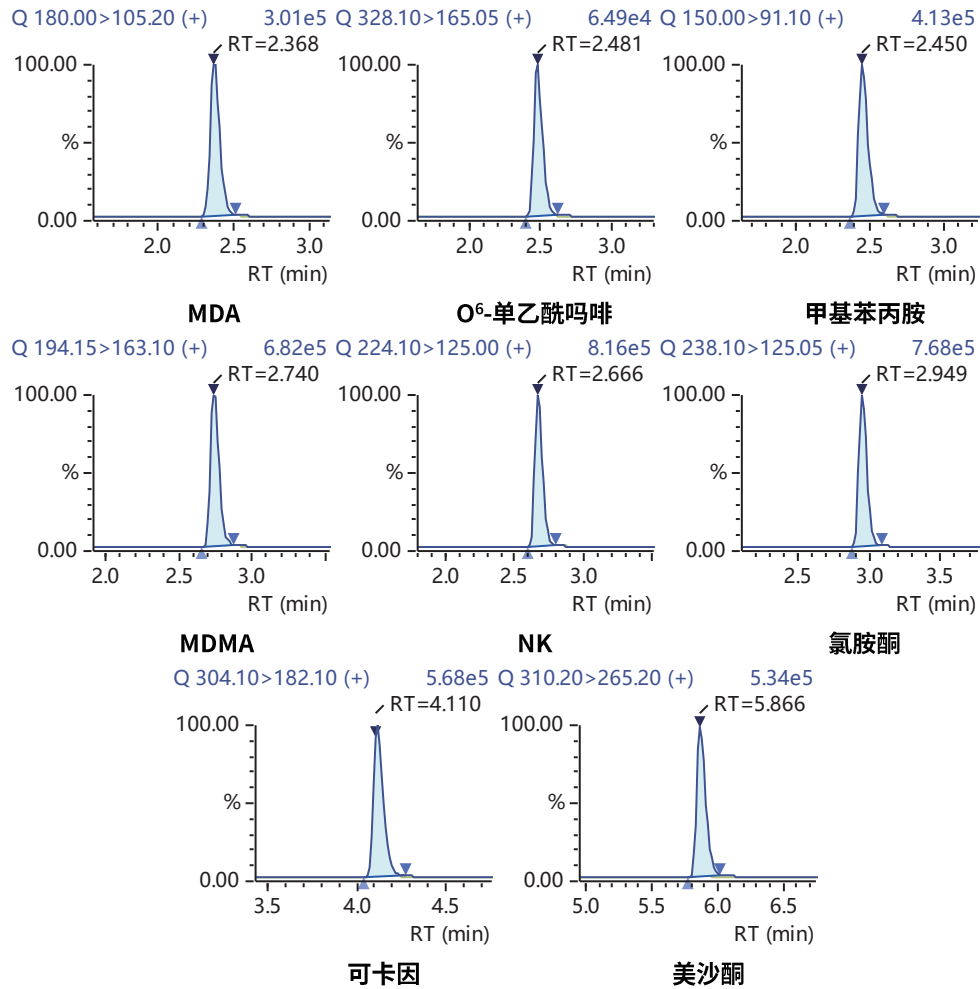 Q 180.00>105.20 (+) 3.01e5
RT=2.368
100.00
%
0.00
2.0 2.5 3.0
RT (min)
MDA
Q 328.10>165.05 (+) 6.49e4
RT=2.481
100.00
%
0.00
2.0 2.5 3.0
RT (min)
O⁶-单乙酰吗啡
Q 150.00>91.10 (+) 4.13e5
RT=2.450
100.00
%
0.00
2.0 2.5 3.0
RT (min)
甲基苯丙胺
Q 194.15>163.10 (+) 6.82e5
RT=2.740
100.00
%
0.00
2.0 2.5 3.0
RT (min)
MDMA
Q 224.10>125.00 (+) 8.16e5
RT=2.666
100.00
%
0.00
2.0 2.5 3.0
RT (min)
NK
Q 238.10>125.05 (+) 7.68e5
RT=2.949
100.00
%
0.00
2.5 3.0 3.5
RT (min)
氯胺酮
Q 304.10>182.10 (+) 5.68e5
RT=4.110
100.00
%
0.00
3.5 4.0 4.5
RT (min)
可卡因
Q 310.20>265.20 (+) 5.34e5
RT=5.866
100.00
%
0.00
5.0 5.5 6.0 6.5
RT (min)
美沙酮